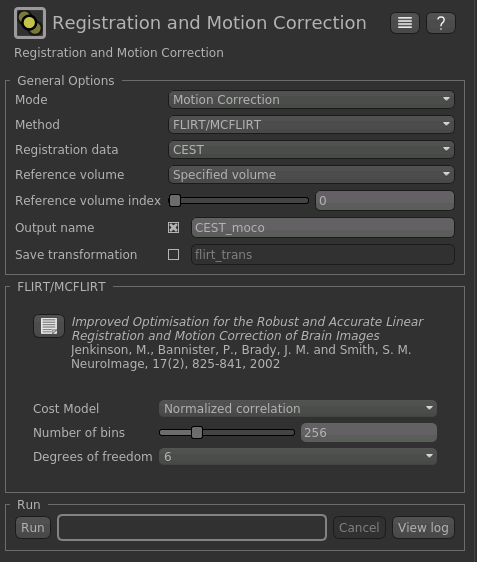 Registration and Motion Correction
?
Registration and Motion Correction
General Options
Mode Motion Correction
Method FLIRT/MCFLIRT
Registration data CEST
Reference volume Specified volume
Reference volume index 0
Output name CEST_moco
Save transformation flirt_trans
FLIRT/MCFLIRT
Improved Optimisation for the Robust and Accurate Linear
Registration and Motion Correction of Brain Images
Jenkinson, M., Bannister, P., Brady, J. M. and Smith, S. M.
NeuroImage, 17(2), 825-841, 2002
Cost Model Normalized correlation
Number of bins 256
Degrees of freedom 6
Run
Run Cancel View log